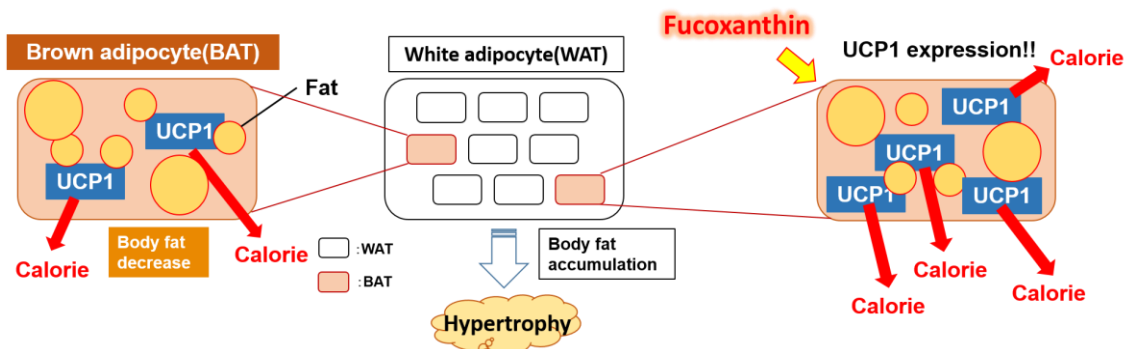 Brown adipocyte(BAT)
Fat
UCP1
UCP1
Calorie
Body fat
decrease
Calorie
White adipocyte(WAT)
:WAT
:BAT
Body fat
accumulation
Hypertrophy
Fucoxanthin
UCP1 expression!!
Calorie
UCP1
UCP1
UCP1
UCP1
Calorie
Calorie
Calorie